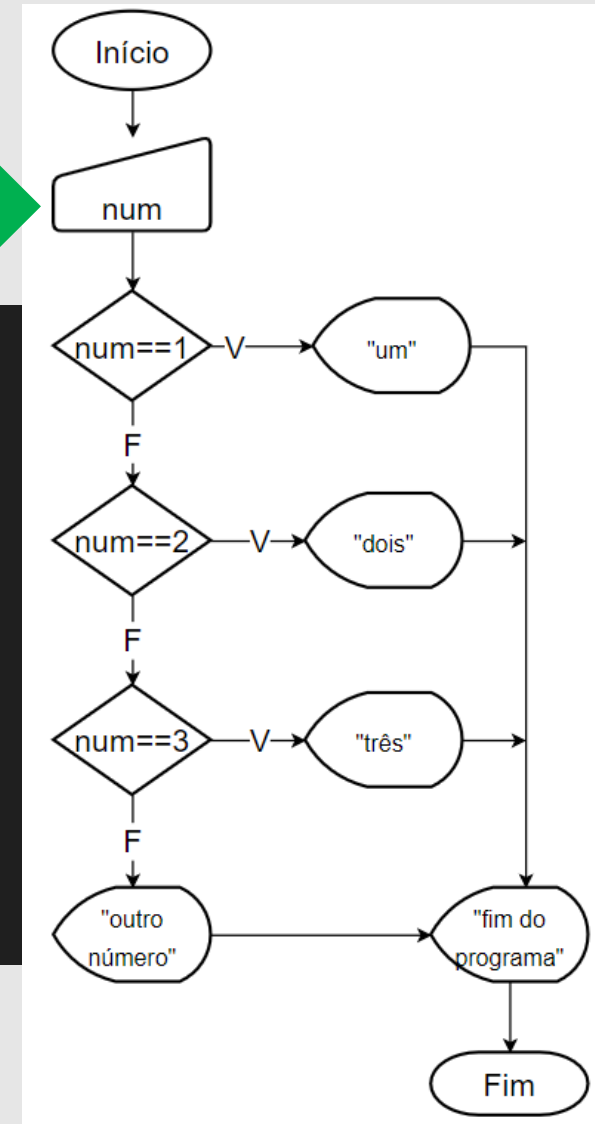 Início
num
num==1
V
"um"
F
num==2
V
"dois"
F
num==3
V
"três"
F
"outro
número"
"fim do
programa"
Fim